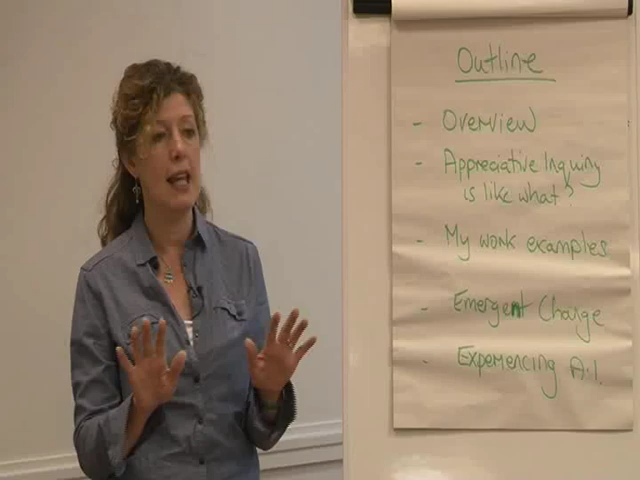 Outline
- Overview
- Appreciative Inquiry
is like what?
- My work examples
- Emergent Change
- Experiencing A.I.